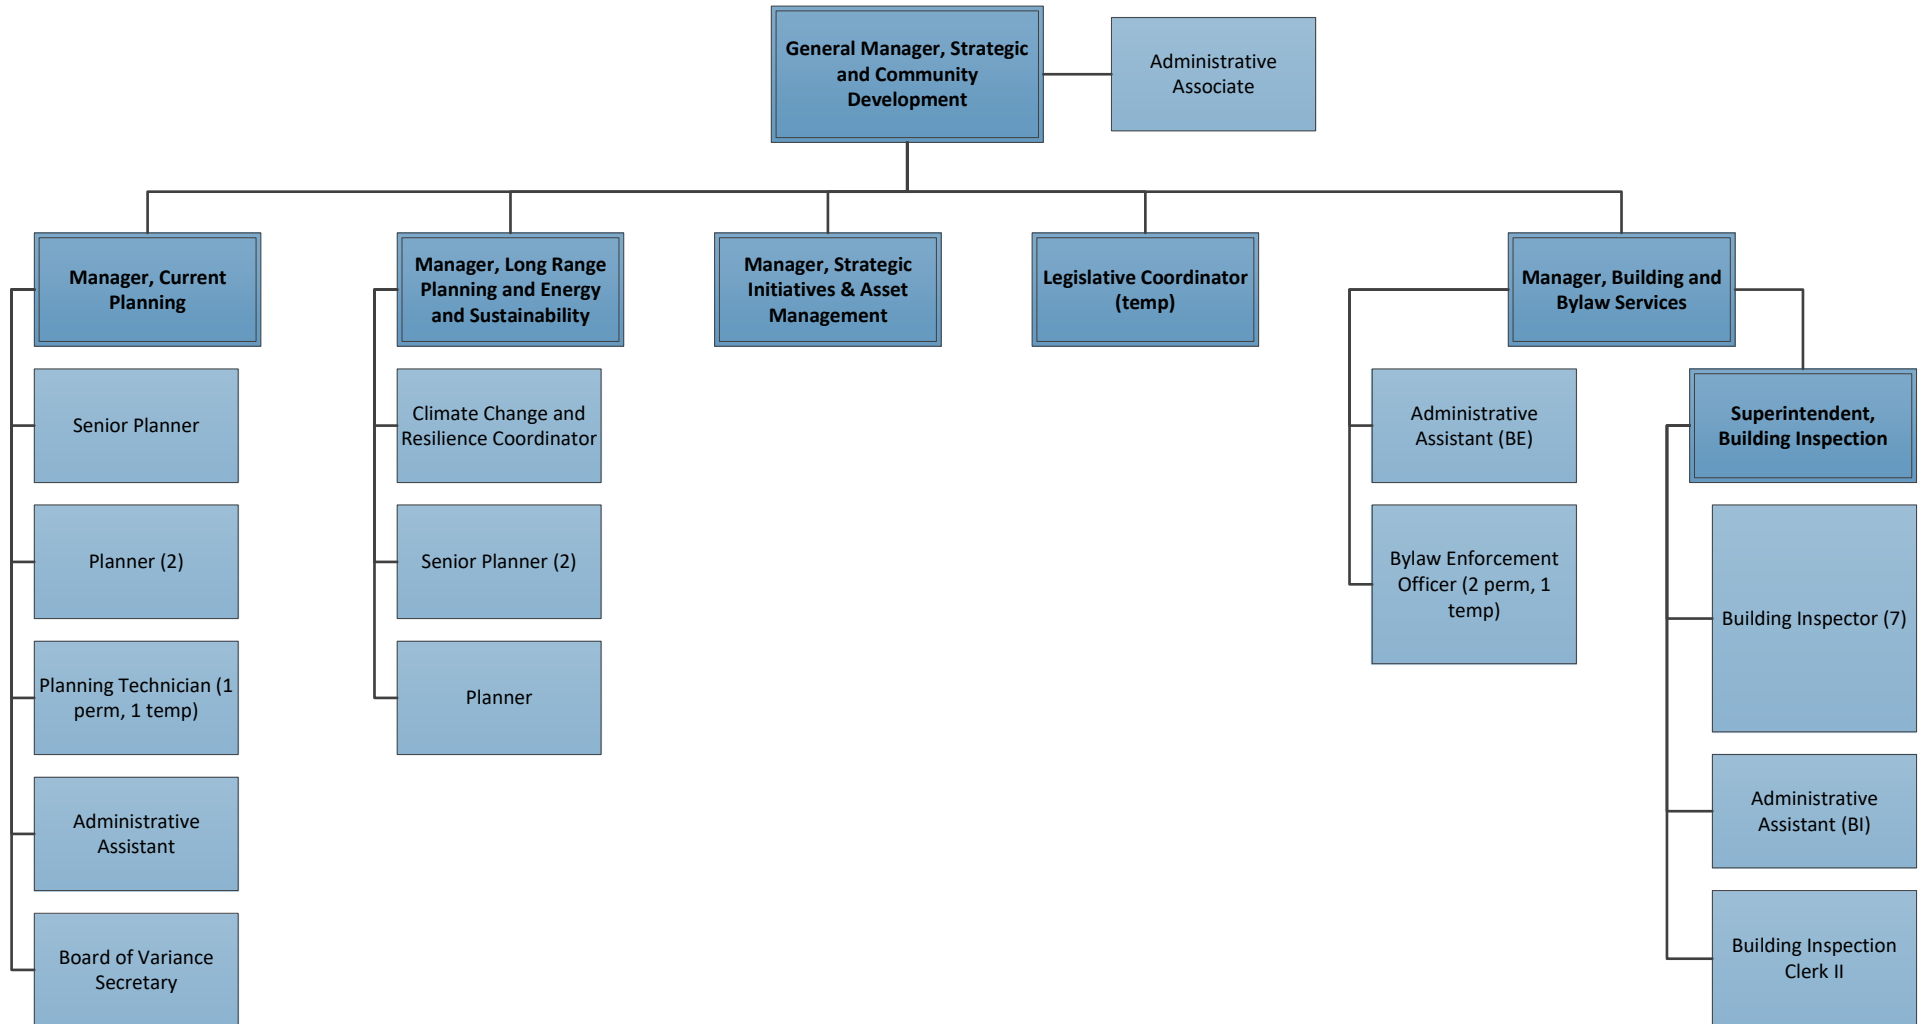 General Manager, Strategic
and Community
Development
Administrative
Associate
Manager, Current
Planning
Manager, Long Range
Planning and Energy
and Sustainability
Manager, Strategic
Initiatives & Asset
Management
Legislative Coordinator
(temp)
Manager, Building and
Bylaw Services
Senior Planner
Planner (2)
Planning Technician (1
perm, 1 temp)
Administrative
Assistant
Board of Variance
Secretary
Climate Change and
Resilience Coordinator
Senior Planner (2)
Planner
Administrative
Assistant (BE)
Bylaw Enforcement
Officer (2 perm, 1
temp)
Superintendent,
Building Inspection
Building Inspector (7)
Administrative
Assistant (BI)
Building Inspection
Clerk II